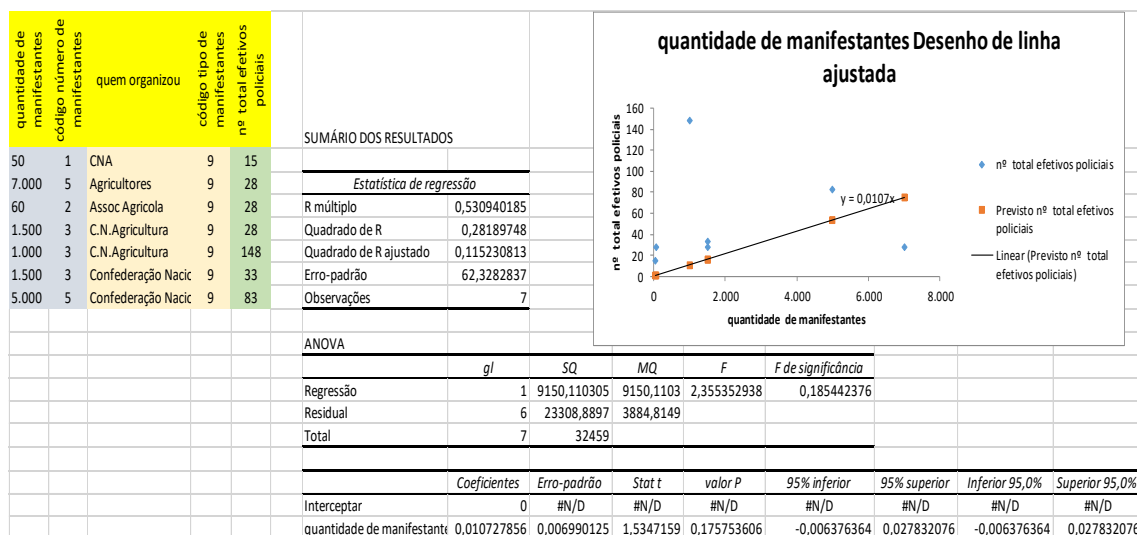 quantidade de manifestantes
código número de manifestantes
quem organizou
código tipo de manifestantes
nº total efetivos policiais
50 1 CNA 9 15
7.000 5 Agricultores 9 28
60 2 Assoc Agricola 9 28
1.500 3 C.N.Agricultura 9 28
1.000 3 C.N.Agricultura 9 148
1.500 3 Confederação Nacic 9 33
5.000 5 Confederação Nacic 9 83
SUMÁRIO DOS RESULTADOS
Estatística de regressão
R múltiplo 0,530940185
Quadrado de R 0,28189748
Quadrado de R ajustado 0,115230813
Erro-padrão 62,3282837
Observações 7
quantidade de manifestantes Desenho de linha
ajustada
nº total efetivos policiais
160
140
120
100
80
60
40
20
0
0 2.000 4.000 6.000 8.000
quantidade de manifestantes
y = 0,0107x
nº total efetivos policiais
Previsto nº total efetivos
policiais
Linear (Previsto nº total
efetivos policiais)
ANOVA
gl SQ MQ F F de significância
Regressão 1 9150,110305 9150,1103 2,355352938 0,185442376
Residual 6 23308,8897 3884,8149
Total 7 32459
Coeficientes Erro-padrão Stat t valor P 95% inferior 95% superior Inferior 95,0% Superior 95,0%
Interceptar 0 #N/D #N/D #N/D #N/D #N/D #N/D #N/D
quantidade de manifestante 0,010727856 0,006990125 1,5347159 0,175753606 -0,006376364 0,027832076 -0,006376364 0,027832076